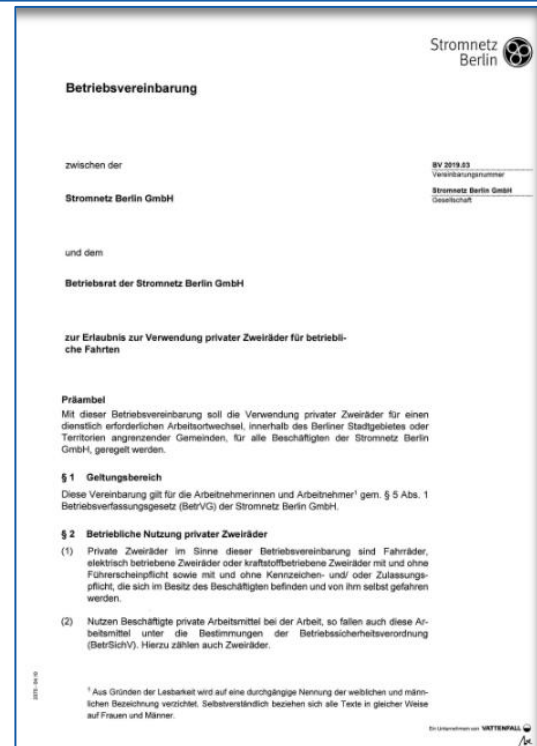 Stromnetz
Berlin
Betriebsvereinbarung
zwischen der
BV 2019.03
Vereinbarungsnummer
Stromnetz Berlin GmbH
Stromnetz Berlin GmbH
Gesellschaft
und dem
Betriebsrat der Stromnetz Berlin GmbH
zur Erlaubnis zur Verwendung privater Zweiräder für betriebli-
che Fahrten
Präambel
Mit dieser Betriebsvereinbarung soll die Verwendung privater Zweiräder für einen
dienstlich erforderlichen Arbeitsortwechsel, innerhalb des Berliner Stadtgebietes oder
Territorien angrenzender Gemeinden, für alle Beschäftigten der Stromnetz Berlin
GmbH, geregelt werden.
§ 1 Geltungsbereich
Diese Vereinbarung gilt für die Arbeitnehmerinnen und Arbeitnehmer¹ gem. § 5 Abs. 1
Betriebsverfassungsgesetz (BetrVG) der Stromnetz Berlin GmbH.
§ 2 Betriebliche Nutzung privater Zweiräder
(1) Private Zweiräder im Sinne dieser Betriebsvereinbarung sind Fahrräder,
elektrisch betriebene Zweiräder oder kraftstoffbetriebene Zweiräder mit und ohne
Führerscheinpflicht sowie mit und ohne Kennzeichen- und/ oder Zulassungs-
pflicht, die sich im Besitz des Beschäftigten befinden und von ihm selbst gefahren
werden.
(2) Nutzen Beschäftigte private Arbeitsmittel bei der Arbeit, so fallen auch diese Ar-
beitsmittel unter die Bestimmungen der Betriebssicherheitsverordnung
(BetrSichV). Hierzu zählen auch Zweiräder.
¹ Aus Gründen der Lesbarkeit wird auf eine durchgängige Nennung der weiblichen und männ-
lichen Bezeichnung verzichtet. Selbstverständlich beziehen sich alle Texte in gleicher Weise
auf Frauen und Männer.
Ein Unternehmen von VATTENFALL